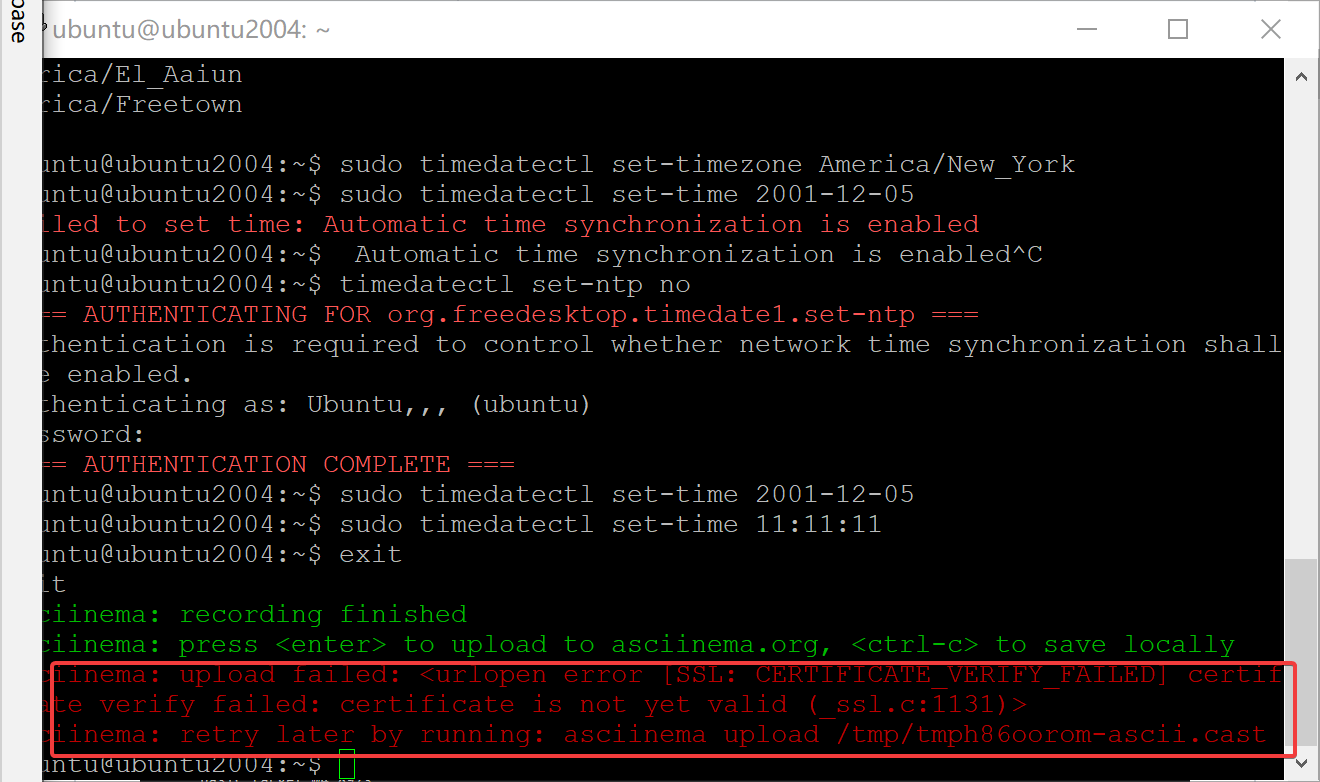 base
ubuntu@ubuntu2004: ~
rica/El_Aaiun
rica/Freetown
untu@ubuntu2004:~$ sudo timedatectl set-timezone America/New_York
untu@ubuntu2004:~$ sudo timedatectl set-time 2001-12-05
iled to set time: Automatic time synchronization is enabled
untu@ubuntu2004:~$  Automatic time synchronization is enabled^C
untu@ubuntu2004:~$ timedatectl set-ntp no
== AUTHENTICATING FOR org.freedesktop.timedate1.set-ntp ===
thentication is required to control whether network time synchronization shall
e enabled.
thenticating as: Ubuntu,,, (ubuntu)
ssword:
== AUTHENTICATION COMPLETE ===
untu@ubuntu2004:~$ sudo timedatectl set-time 2001-12-05
untu@ubuntu2004:~$ sudo timedatectl set-time 11:11:11
untu@ubuntu2004:~$ exit
it
ciinema: recording finished
ciinema: press <enter> to upload to asciinema.org, <ctrl-c> to save locally
ciinema: upload failed: <urlopen error [SSL: CERTIFICATE_VERIFY_FAILED] certif
ate verify failed: certificate is not yet valid (_ssl.c:1131)>
ciinema: retry later by running: asciinema upload /tmp/tmph86oorom-ascii.cast
untu@ubuntu2004:~$